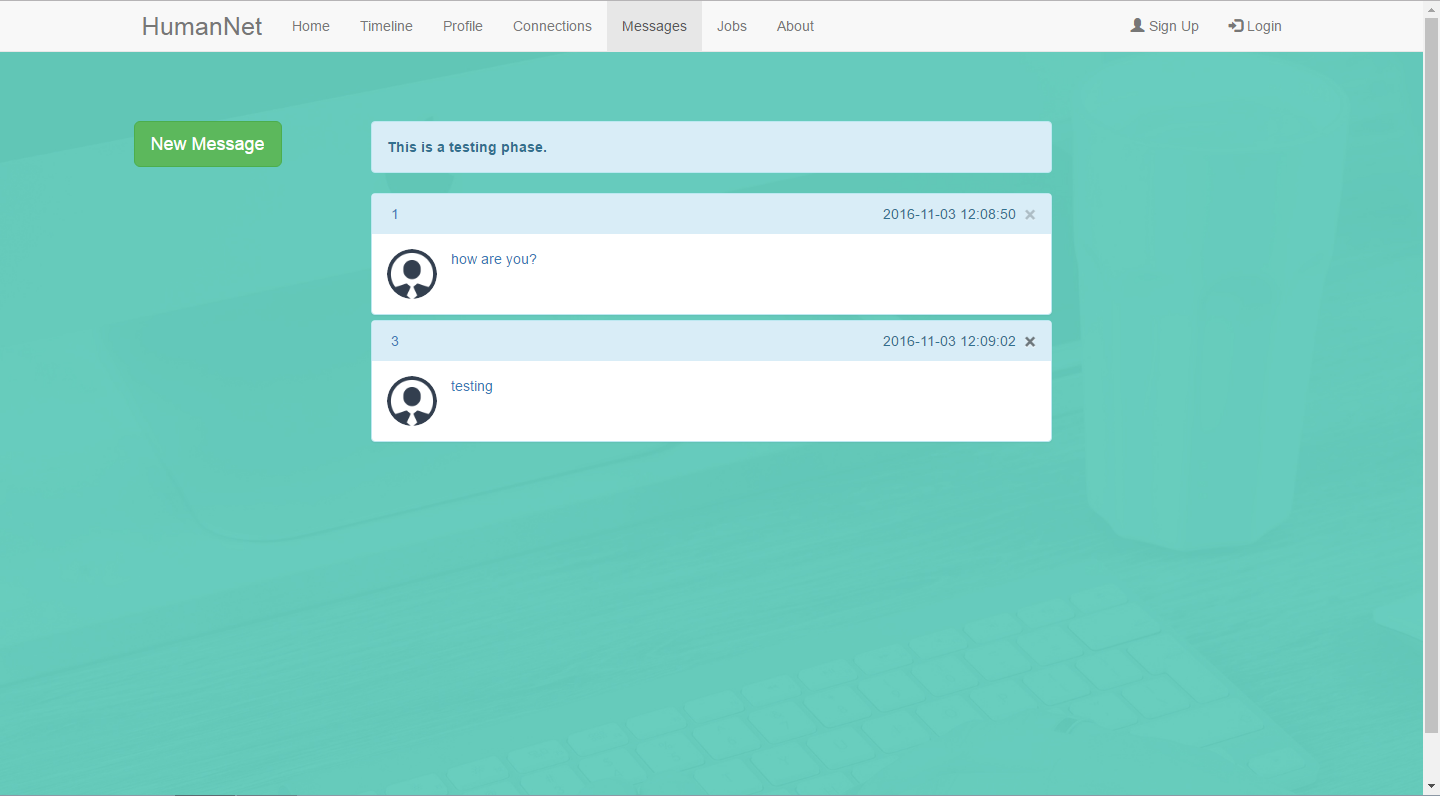 HumanNet Home Timeline Profile Connections Messages Jobs About Sign Up Login
New Message
This is a testing phase.
1 2016-11-03 12:08:50 ×
how are you?
3 2016-11-03 12:09:02 ×
testing